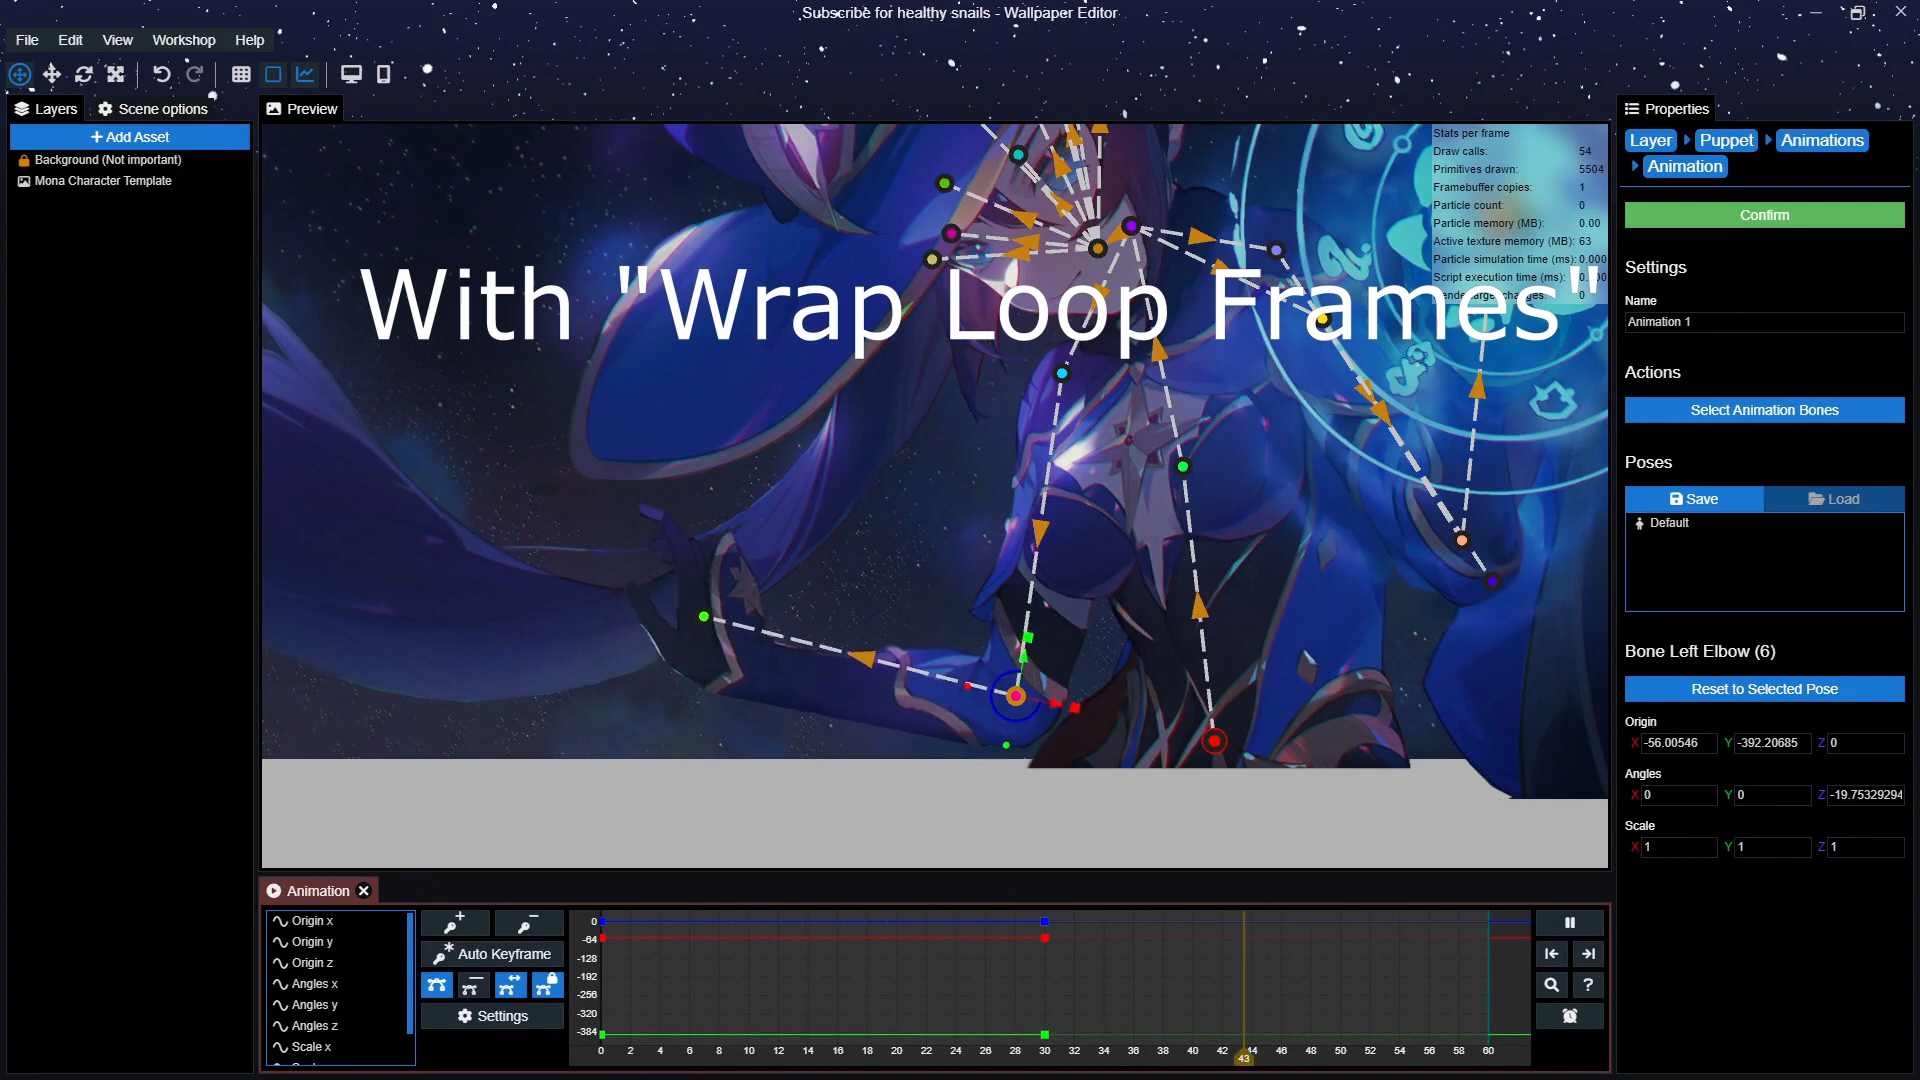 Subscribe for healthy snails - Wallpaper Editor
File Edit View Workshop Help
Layers Scene options
Preview
Properties
Add Asset
Background (Not important)
Mona Character Template
Stats per frame
Draw calls: 54
Primitives drawn: 5504
Framebuffer copies: 1
Particle count: 0
Particle memory (MB): 0.00
Active texture memory (MB): 63
Particle simulation time (ms): 0.000
Script execution time (ms):
With "Wrap Loop Frames"
Layer Puppet Animations
Animation
Confirm
Settings
Name
Animation 1
Actions
Select Animation Bones
Poses
Save Load
Default
Bone Left Elbow (6)
Reset to Selected Pose
Origin
X -56.00546 Y -392.20685 Z 0
Angles
X 0 Y 0 Z -19.75329294
Scale
X 1 Y 1 Z 1
Animation
Origin x
Origin y
Origin z
Angles x
Angles y
Angles z
Scale x
Auto Keyframe
Settings
0
-64
-128
-192
-256
-320
-384
0 2 4 6 8 10 12 14 16 18 20 22 24 26 28 30 32 34 36 38 40 42 44 46 48 50 52 54 56 58 60
43
?